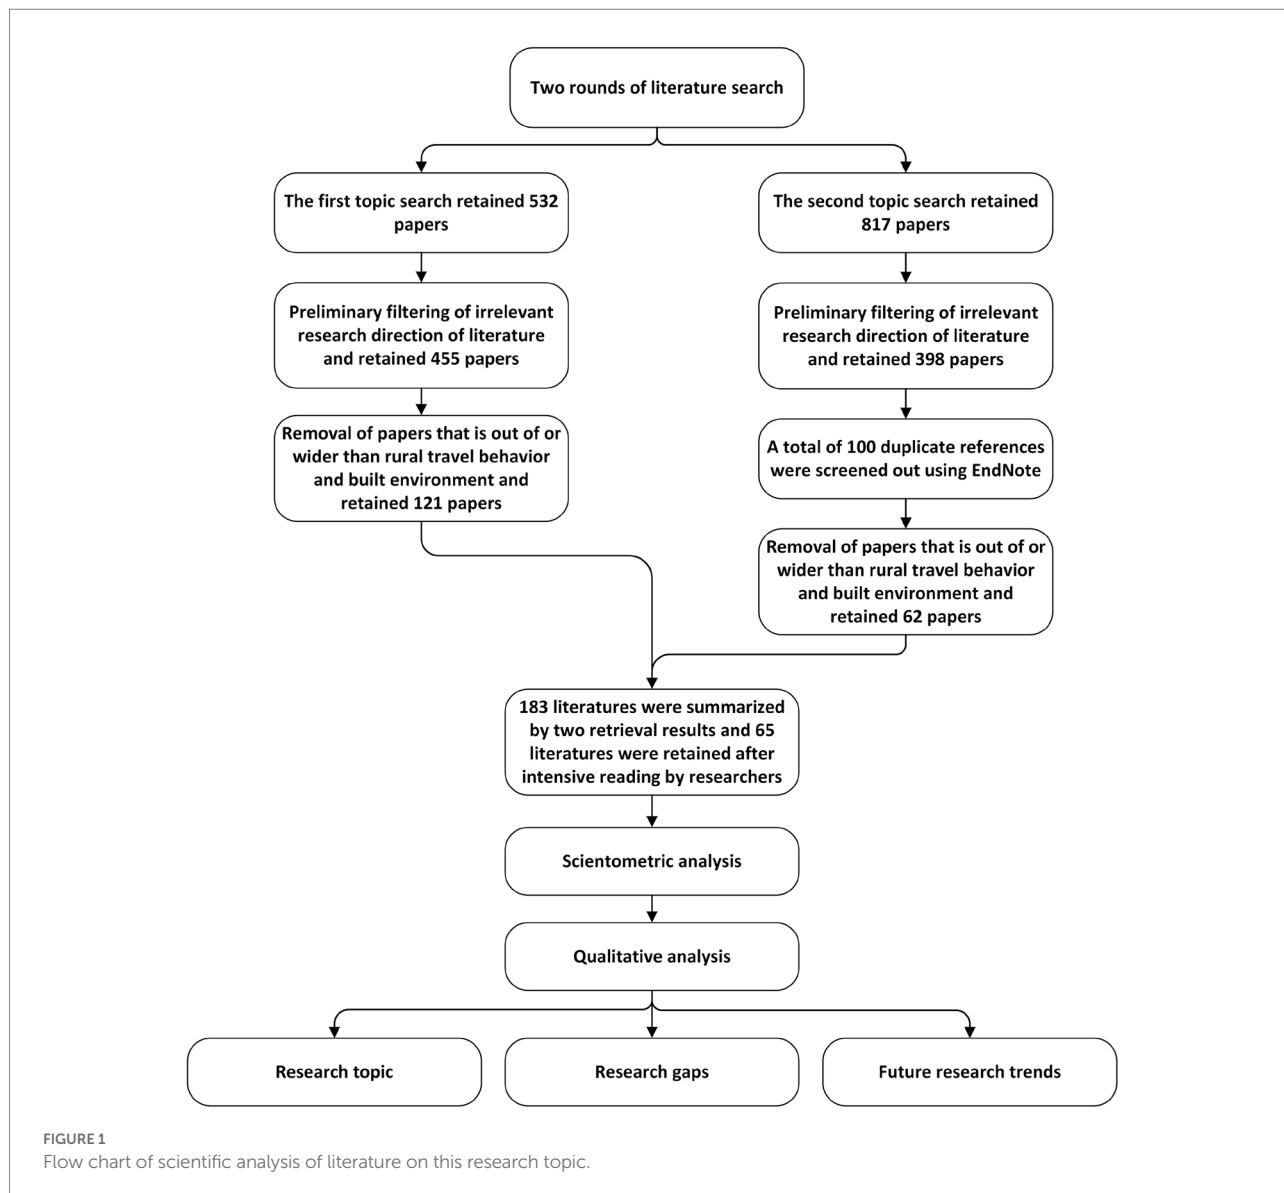 Two rounds of literature search
The first topic search retained 532
papers
The second topic search retained
817 papers
Preliminary filtering of irrelevant
research direction of literature
and retained 455 papers
Preliminary filtering of irrelevant
research direction of literature
and retained 398 papers
Removal of papers that is out of or
wider than rural travel behavior
and built environment and
retained 121 papers
A total of 100 duplicate references
were screened out using EndNote
Removal of papers that is out of or
wider than rural travel behavior
and built environment and
retained 62 papers
183 literatures were summarized
by two retrieval results and 65
literatures were retained after
intensive reading by researchers
Scientometric analysis
Qualitative analysis
Research topic
Research gaps
Future research trends
FIGURE 1
Flow chart of scientific analysis of literature on this research topic.